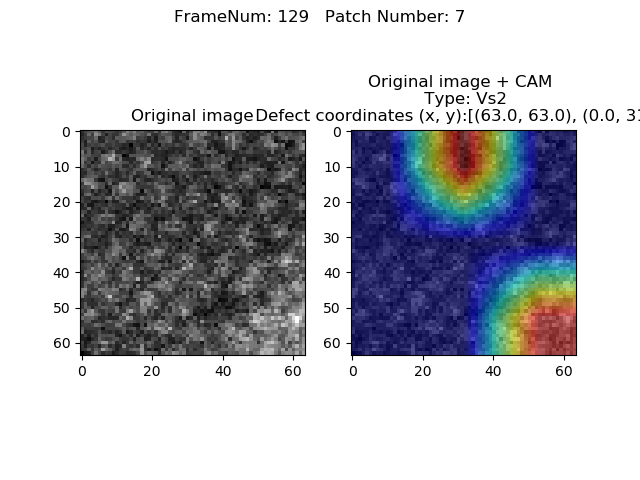 FrameNum: 129   Patch Number: 7
Original image + CAM
Type: Vs2
Original image
Defect coordinates (x, y):[(63.0, 63.0), (0.0, 31
0
10
20
30
40
50
60
0 20 40 60
0
10
20
30
40
50
60
0 20 40 60